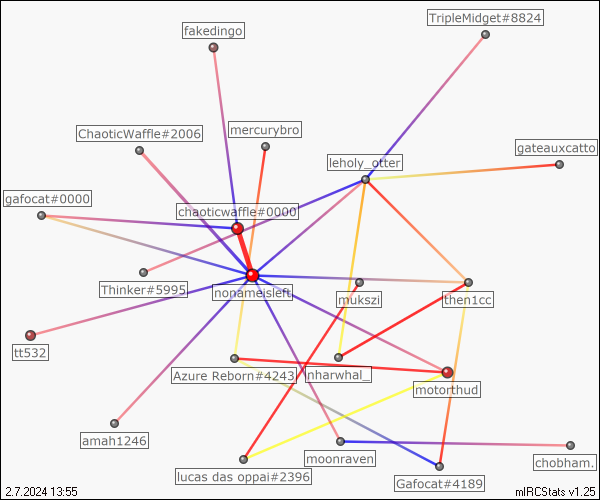 TripleMidget#8824
fakedingo
ChaoticWaffle#2006
mercurybro
gateauxcatto
leholy_otter
gafocat#0000
chaoticwaffle#0000
Thinker#5995
nonameisleft
mukszi
then1cc
tt532
Azure Reborn#4243
nharwhal_
motorthud
amah1246
moonraven
chobham.
lucas das oppai#2396
Gafocat#4189
2.7.2024 13:55
mIRCStats v1.25